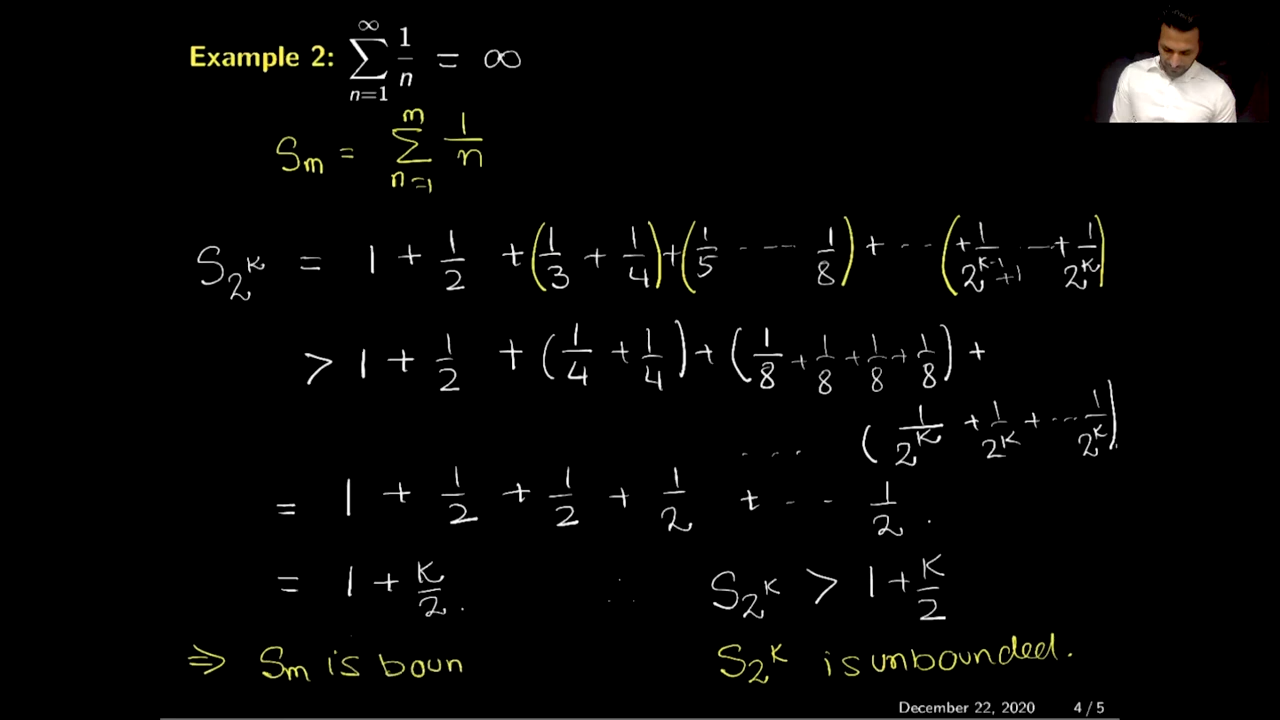 Example 2: ∑_{n=1}^{∞} 1/n = ∞
S_m = ∑_{n=1}^{m} 1/n
S_{2^K} = 1 + 1/2 + (1/3 + 1/4) + (1/5 ---- 1/8) + -- (+ 1/(2^{K-1}+1) -- + 1/2^K)
> 1 + 1/2 + (1/4 + 1/4) + (1/8 + 1/8 + 1/8 + 1/8) +
... (1/2^K + 1/2^K + ... 1/2^K)
= 1 + 1/2 + 1/2 + 1/2 + --- 1/2 .
= 1 + K/2 . ∴ S_{2^K} > 1 + K/2
⇒ S_m is boun S_{2^K} is unbounded.
December 22, 2020 4 / 5